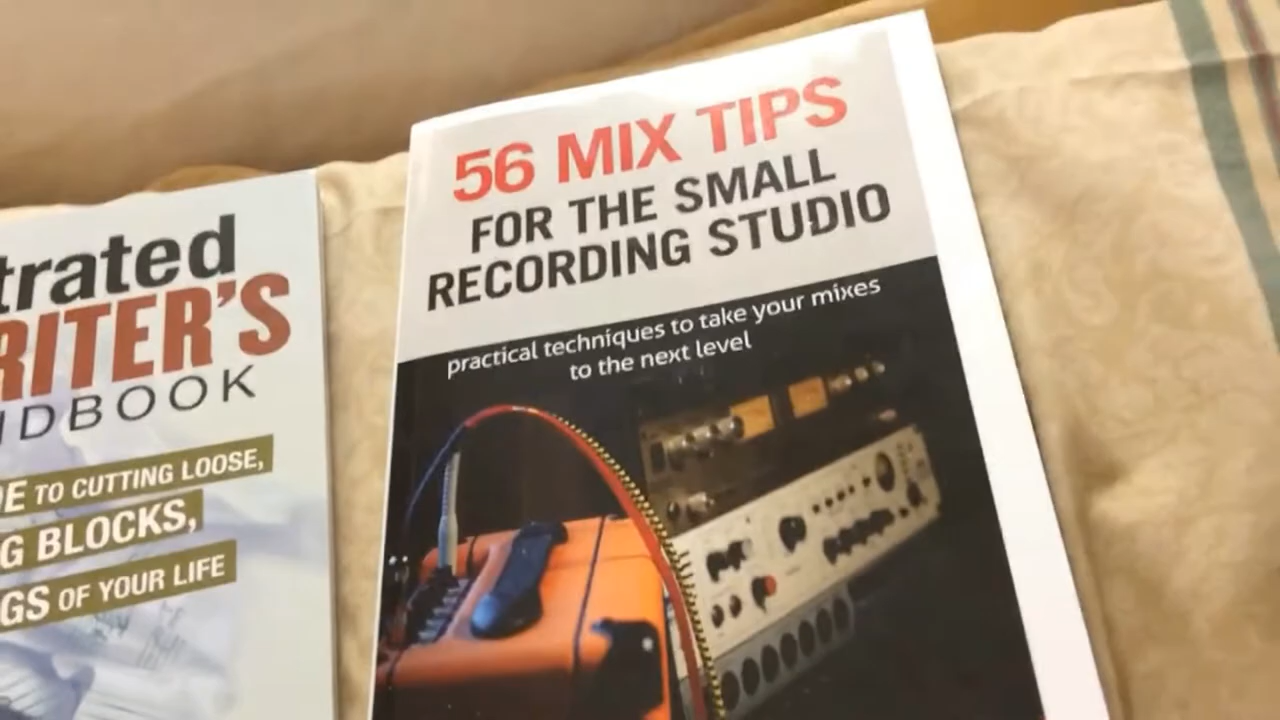 trated
RITER'S
DBOOK
DE TO CUTTING LOOSE,
G BLOCKS,
GS OF YOUR LIFE
56 MIX TIPS
FOR THE SMALL
RECORDING STUDIO
practical techniques to take your mixes
to the next level